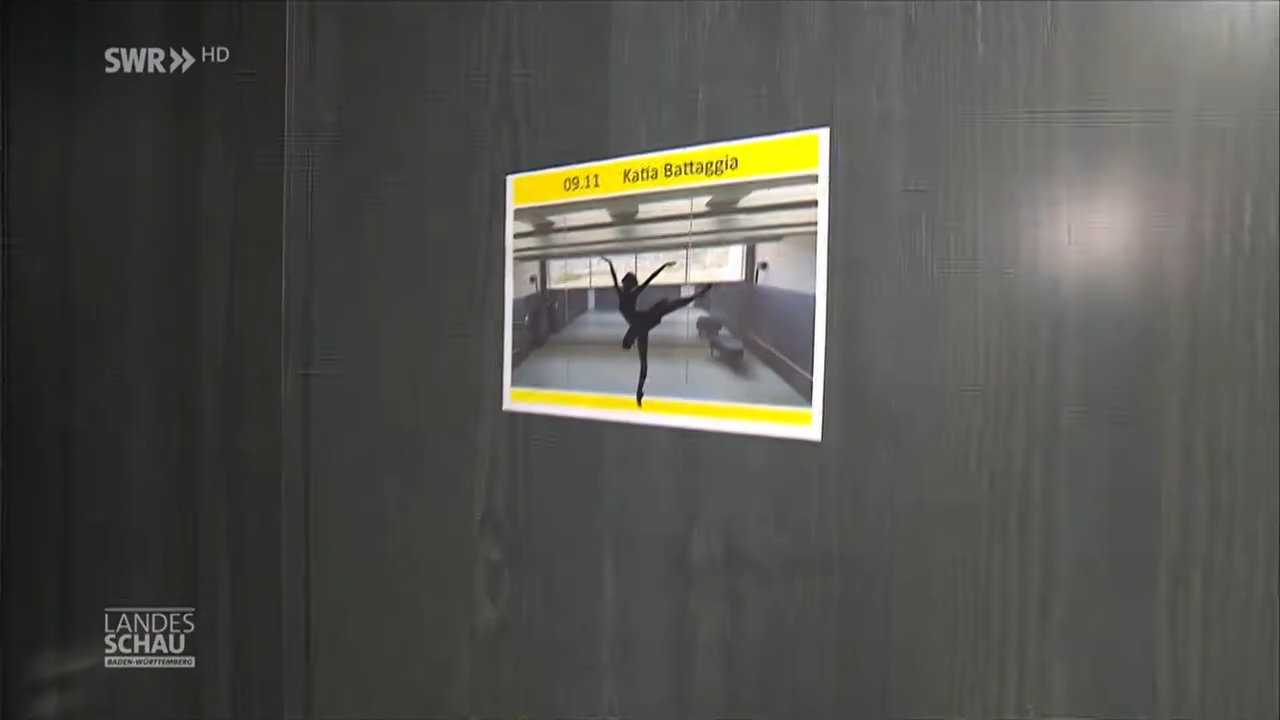 SWR HD
09.11 Katia Battaggia
LANDES
SCHAU
BADEN-WÜRTTEMBERG